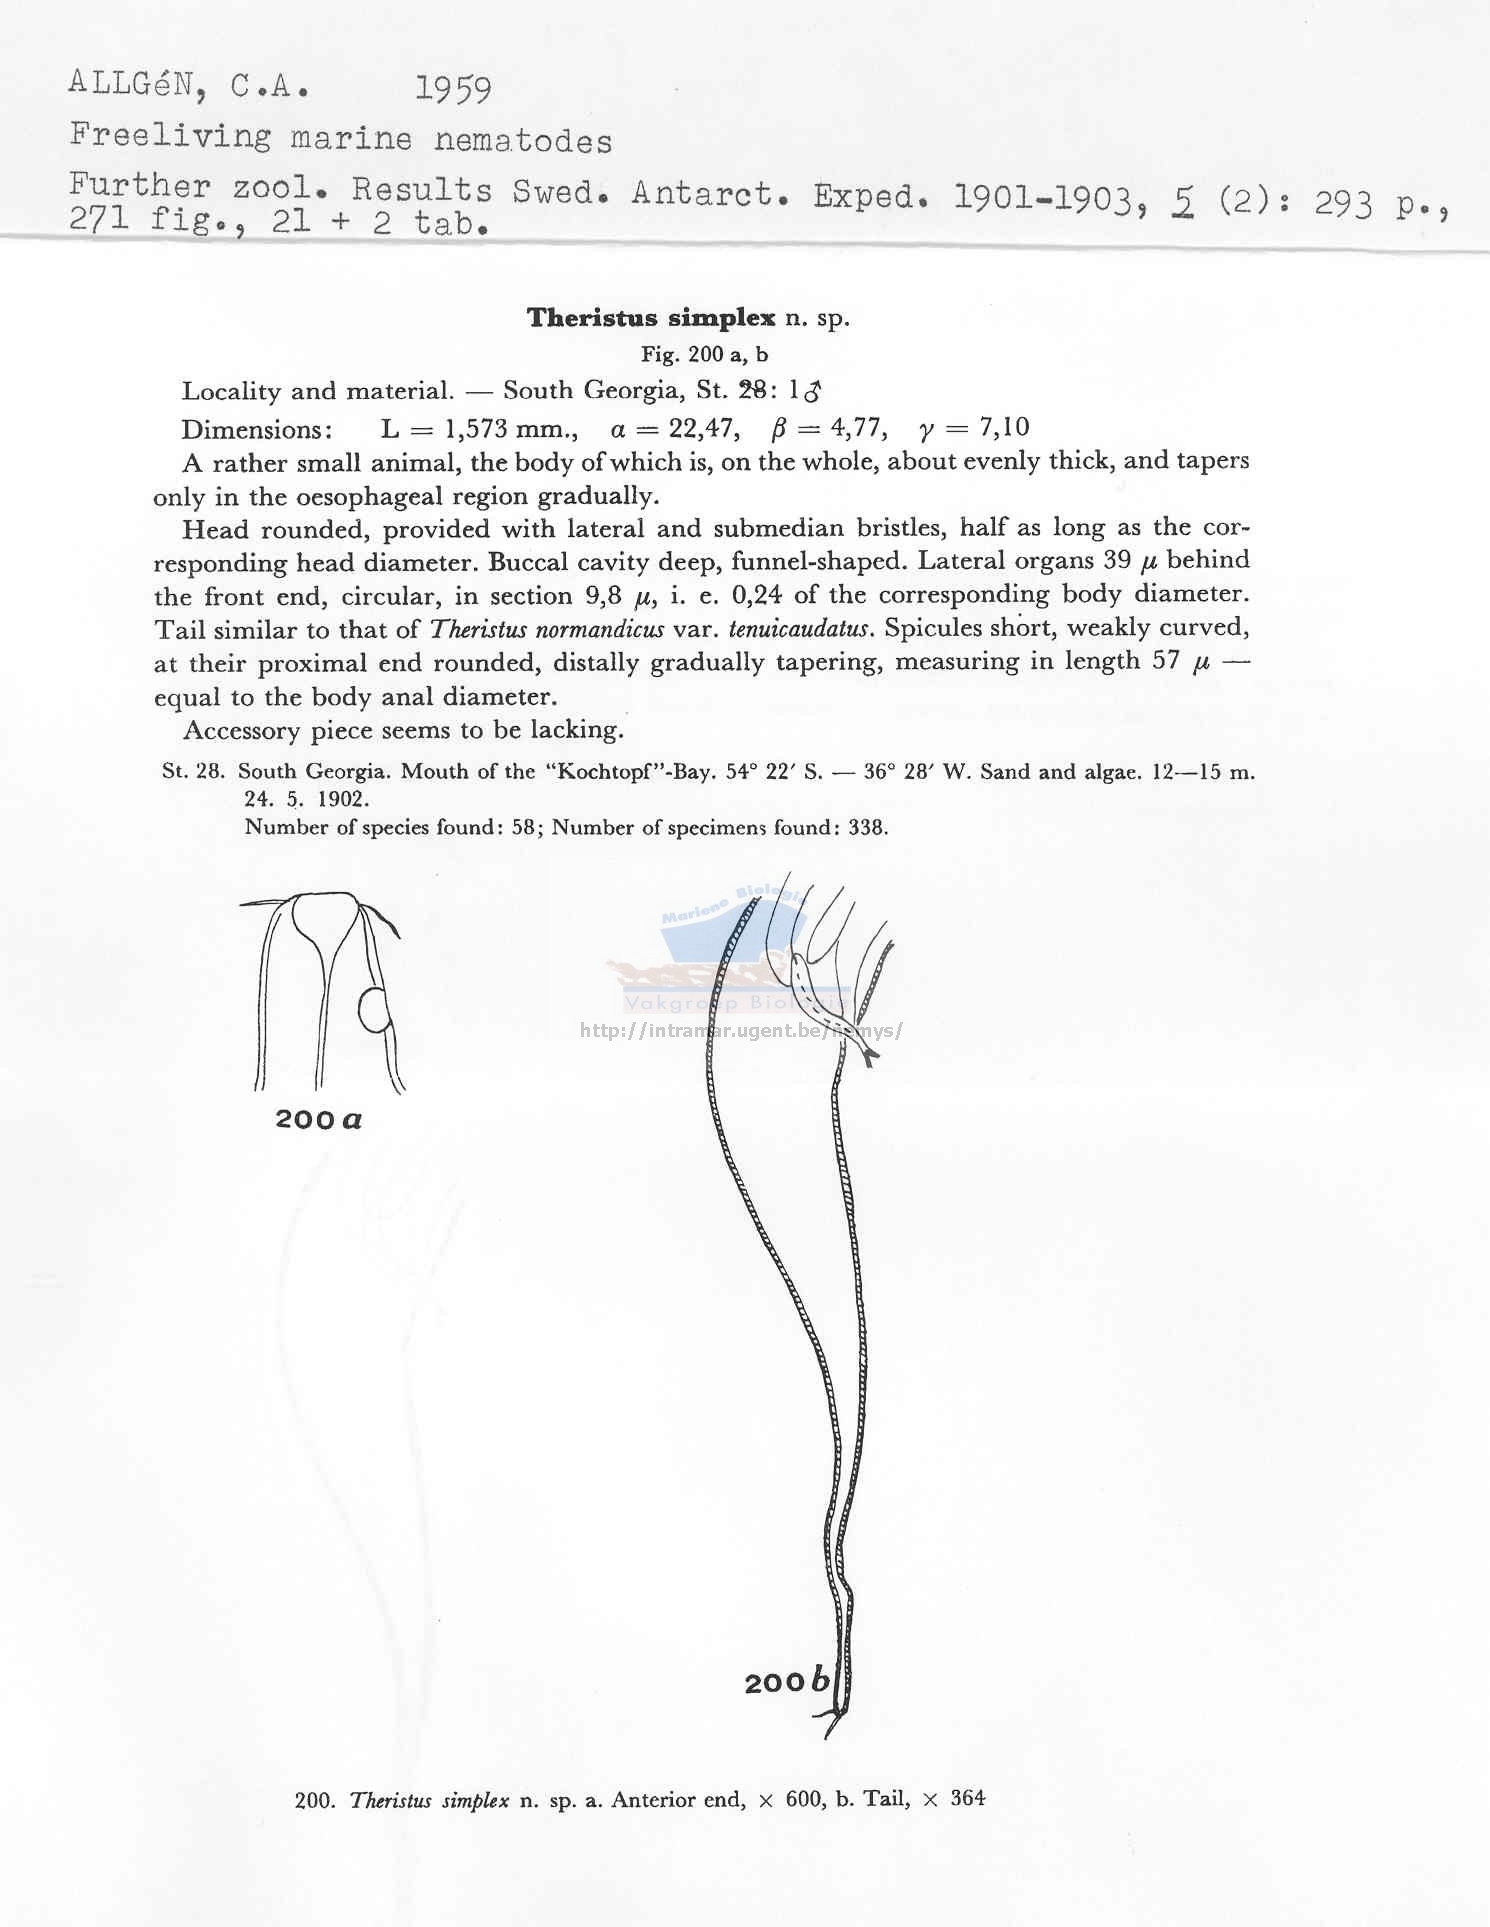 ALLGéN, C.A. 1959
Freeliving marine nematodes
Further zool. Results Swed. Antarct. Exped. 1901-1903, 5 (2): 293 p.,
271 fig., 21 + 2 tab.
Theristus simplex n. sp.
Fig. 200 a, b
Locality and material. — South Georgia, St. 28: 1♂
Dimensions: L = 1,573 mm., α = 22,47, β = 4,77, γ = 7,10
A rather small animal, the body of which is, on the whole, about evenly thick, and tapers
only in the oesophageal region gradually.
Head rounded, provided with lateral and submedian bristles, half as long as the cor-
responding head diameter. Buccal cavity deep, funnel-shaped. Lateral organs 39 μ behind
the front end, circular, in section 9,8 μ, i. e. 0,24 of the corresponding body diameter.
Tail similar to that of Theristus normandicus var. tenuicaudatus. Spicules short, weakly curved,
at their proximal end rounded, distally gradually tapering, measuring in length 57 μ —
equal to the body anal diameter.
Accessory piece seems to be lacking.
St. 28. South Georgia. Mouth of the “Kochtopf”-Bay. 54° 22′ S. — 36° 28′ W. Sand and algae. 12—15 m.
24. 5. 1902.
Number of species found: 58; Number of specimens found: 338.
Mariene Biologie
Vakgroep Biologie
http://intramar.ugent.be/nemys/
200 a
200 b
200. Theristus simplex n. sp. a. Anterior end, × 600, b. Tail, × 364